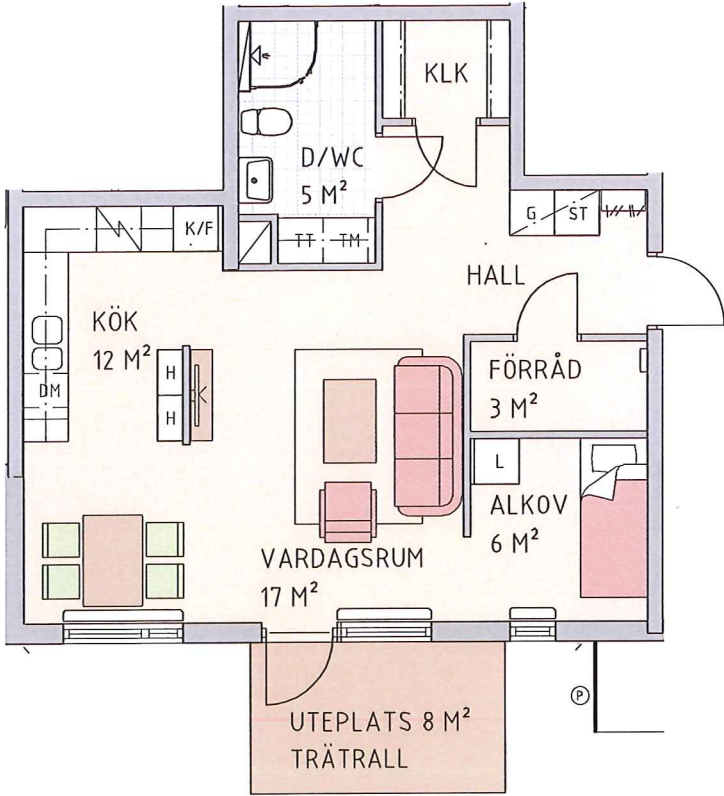 KLK
D/WC
5 M²
G
ST
K/F
TT
TM
HALL
KÖK
12 M²
H
H
DM
FÖRRÅD
3 M²
L
ALKOV
6 M²
VARDAGSRUM
17 M²
P
UTEPLATS 8 M²
TRÄTRALL